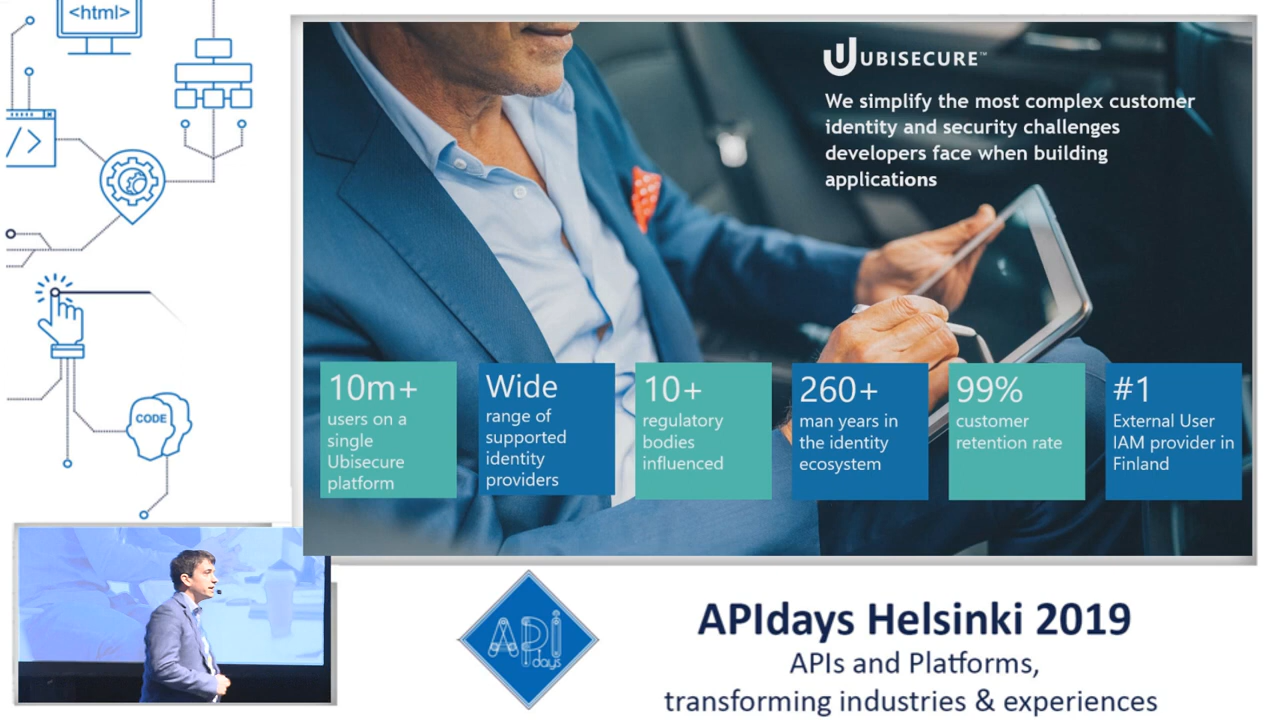 <html>
</>
CODE
UBISECURE™
We simplify the most complex customer
identity and security challenges
developers face when building
applications
10m+
users on a
single
Ubisecure
platform
Wide
range of
supported
identity
providers
10+
regulatory
bodies
influenced
260+
man years in
the identity
ecosystem
99%
customer
retention rate
#1
External User
IAM provider in
Finland
API
days
APIdays Helsinki 2019
APIs and Platforms,
transforming industries & experiences